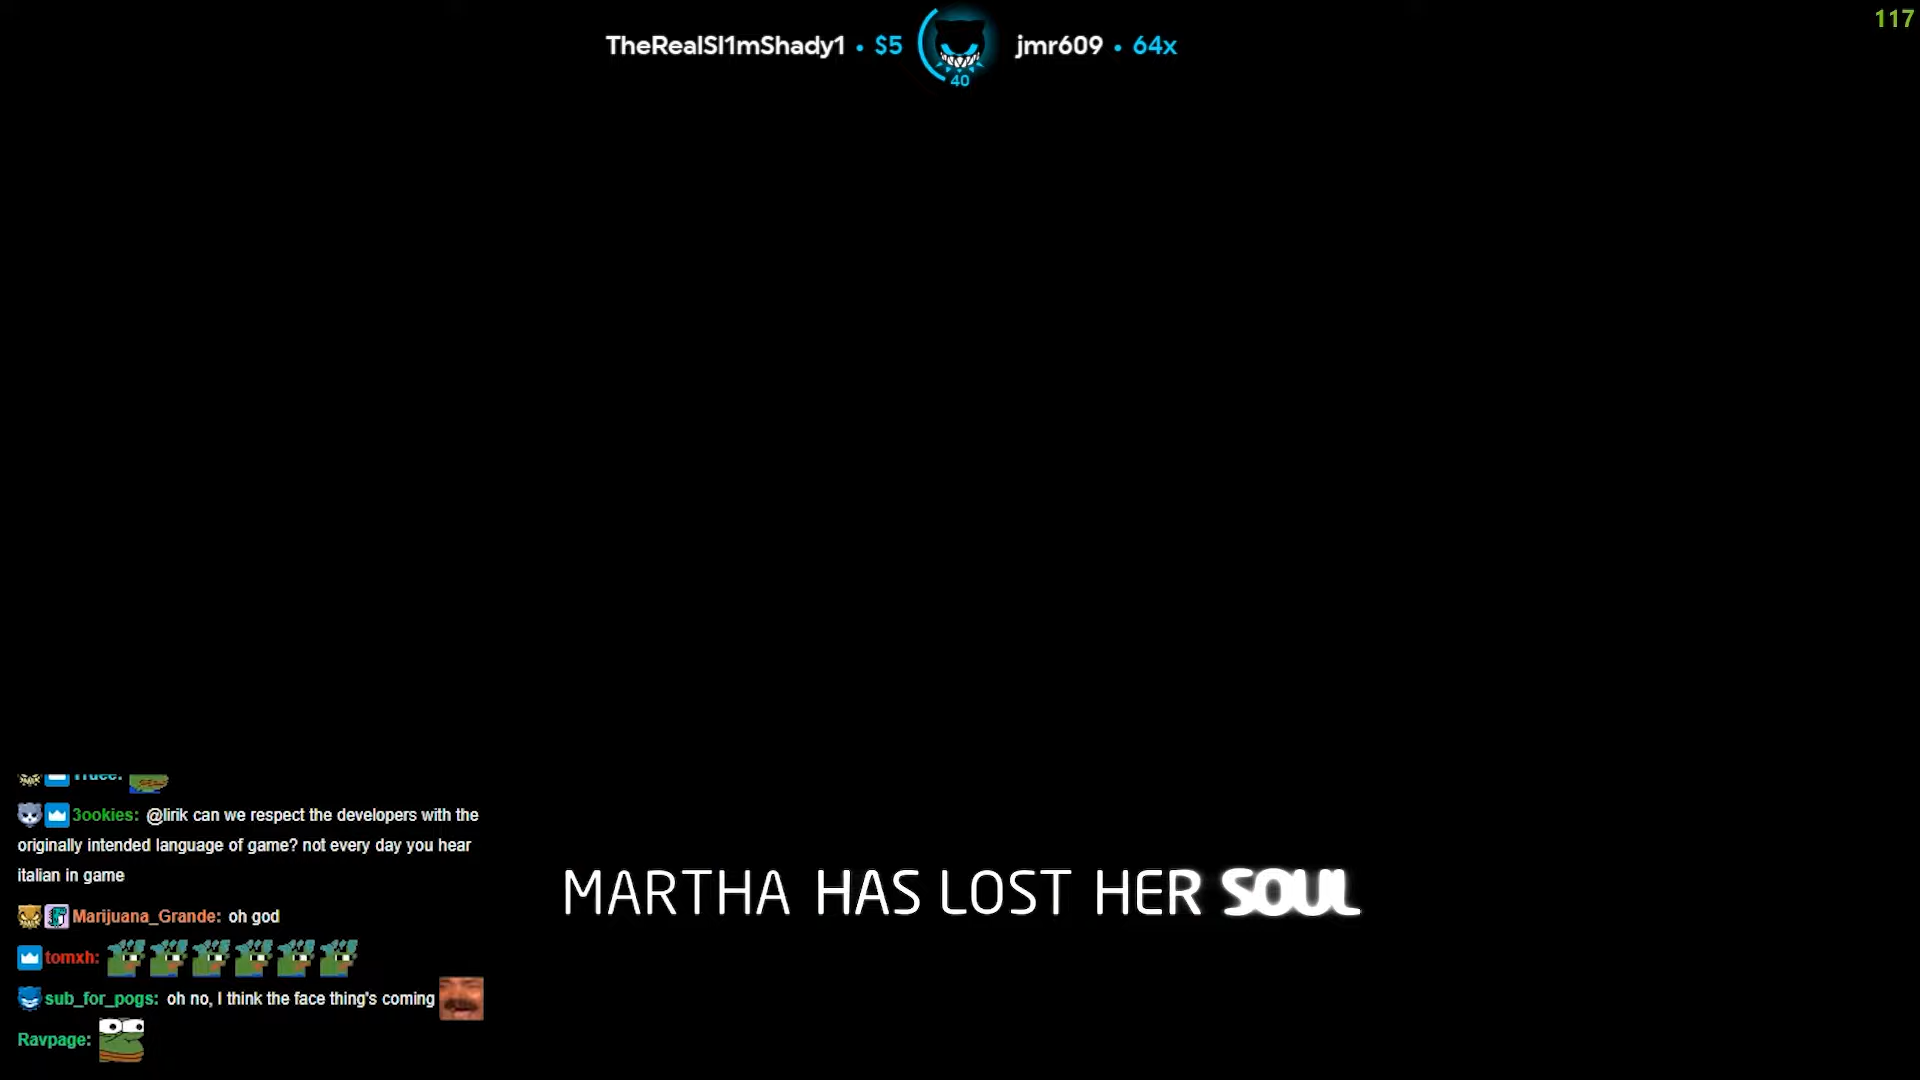 117
TheRealSl1mShady1 • $5
jmr609 • 64x
40
3ookies: @lirik can we respect the developers with the
originally intended language of game? not every day you hear
italian in game
Marijuana_Grande: oh god
tomxh:
sub_for_pogs: oh no, I think the face thing's coming
Ravpage:
MARTHA HAS LOST HER SOUL